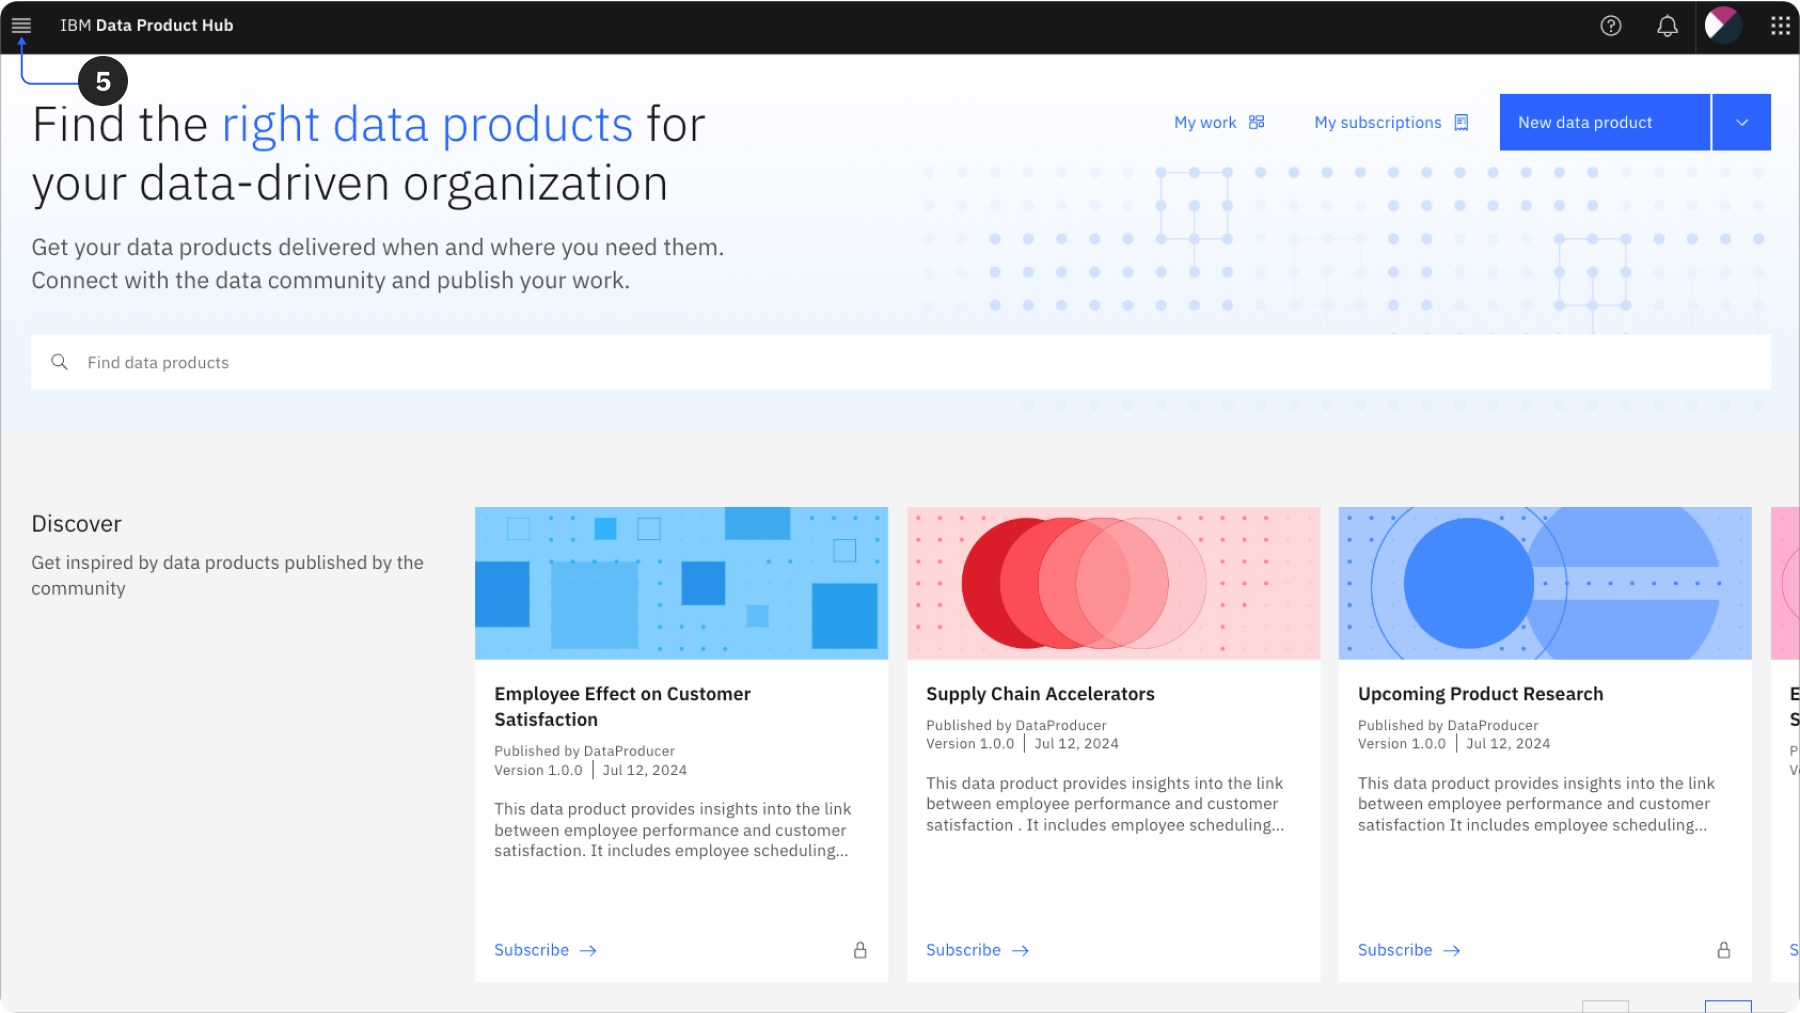 IBM Data Product Hub
5
Find the right data products for
your data-driven organization
My work
My subscriptions
New data product
Get your data products delivered when and where you need them.
Connect with the data community and publish your work.
Find data products
Discover
Get inspired by data products published by the
community
Employee Effect on Customer
Satisfaction
Published by DataProducer
Version 1.0.0 | Jul 12, 2024
This data product provides insights into the link
between employee performance and customer
satisfaction. It includes employee scheduling...
Subscribe
Supply Chain Accelerators
Published by DataProducer
Version 1.0.0 | Jul 12, 2024
This data product provides insights into the link
between employee performance and customer
satisfaction . It includes employee scheduling...
Subscribe
Upcoming Product Research
Published by DataProducer
Version 1.0.0 | Jul 12, 2024
This data product provides insights into the link
between employee performance and customer
satisfaction It includes employee scheduling...
Subscribe